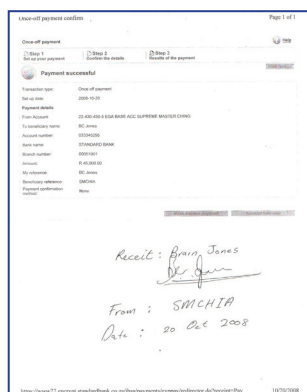 Once-off payment confirm Page 1 of 1
Once-off payment Help
Step 1 Step 2 Step 3
Set up your payment Confirm the details Results of the payment
Payment successful
Transaction type: Once-off payment
Set up date:
Payment details
From Account: SUPREME MASTER CHING
To beneficiary name: BC Jones
Account number:
Bank name: STANDARD BANK
Branch number:
Amount: R 45,000.00
My reference: BC Jones
Beneficiary reference: SMCHIA
Payment confirmation method: None
Receit : Brain Jones
From : SMCHIA
Date : 20 Oct 2008
10/20/2008